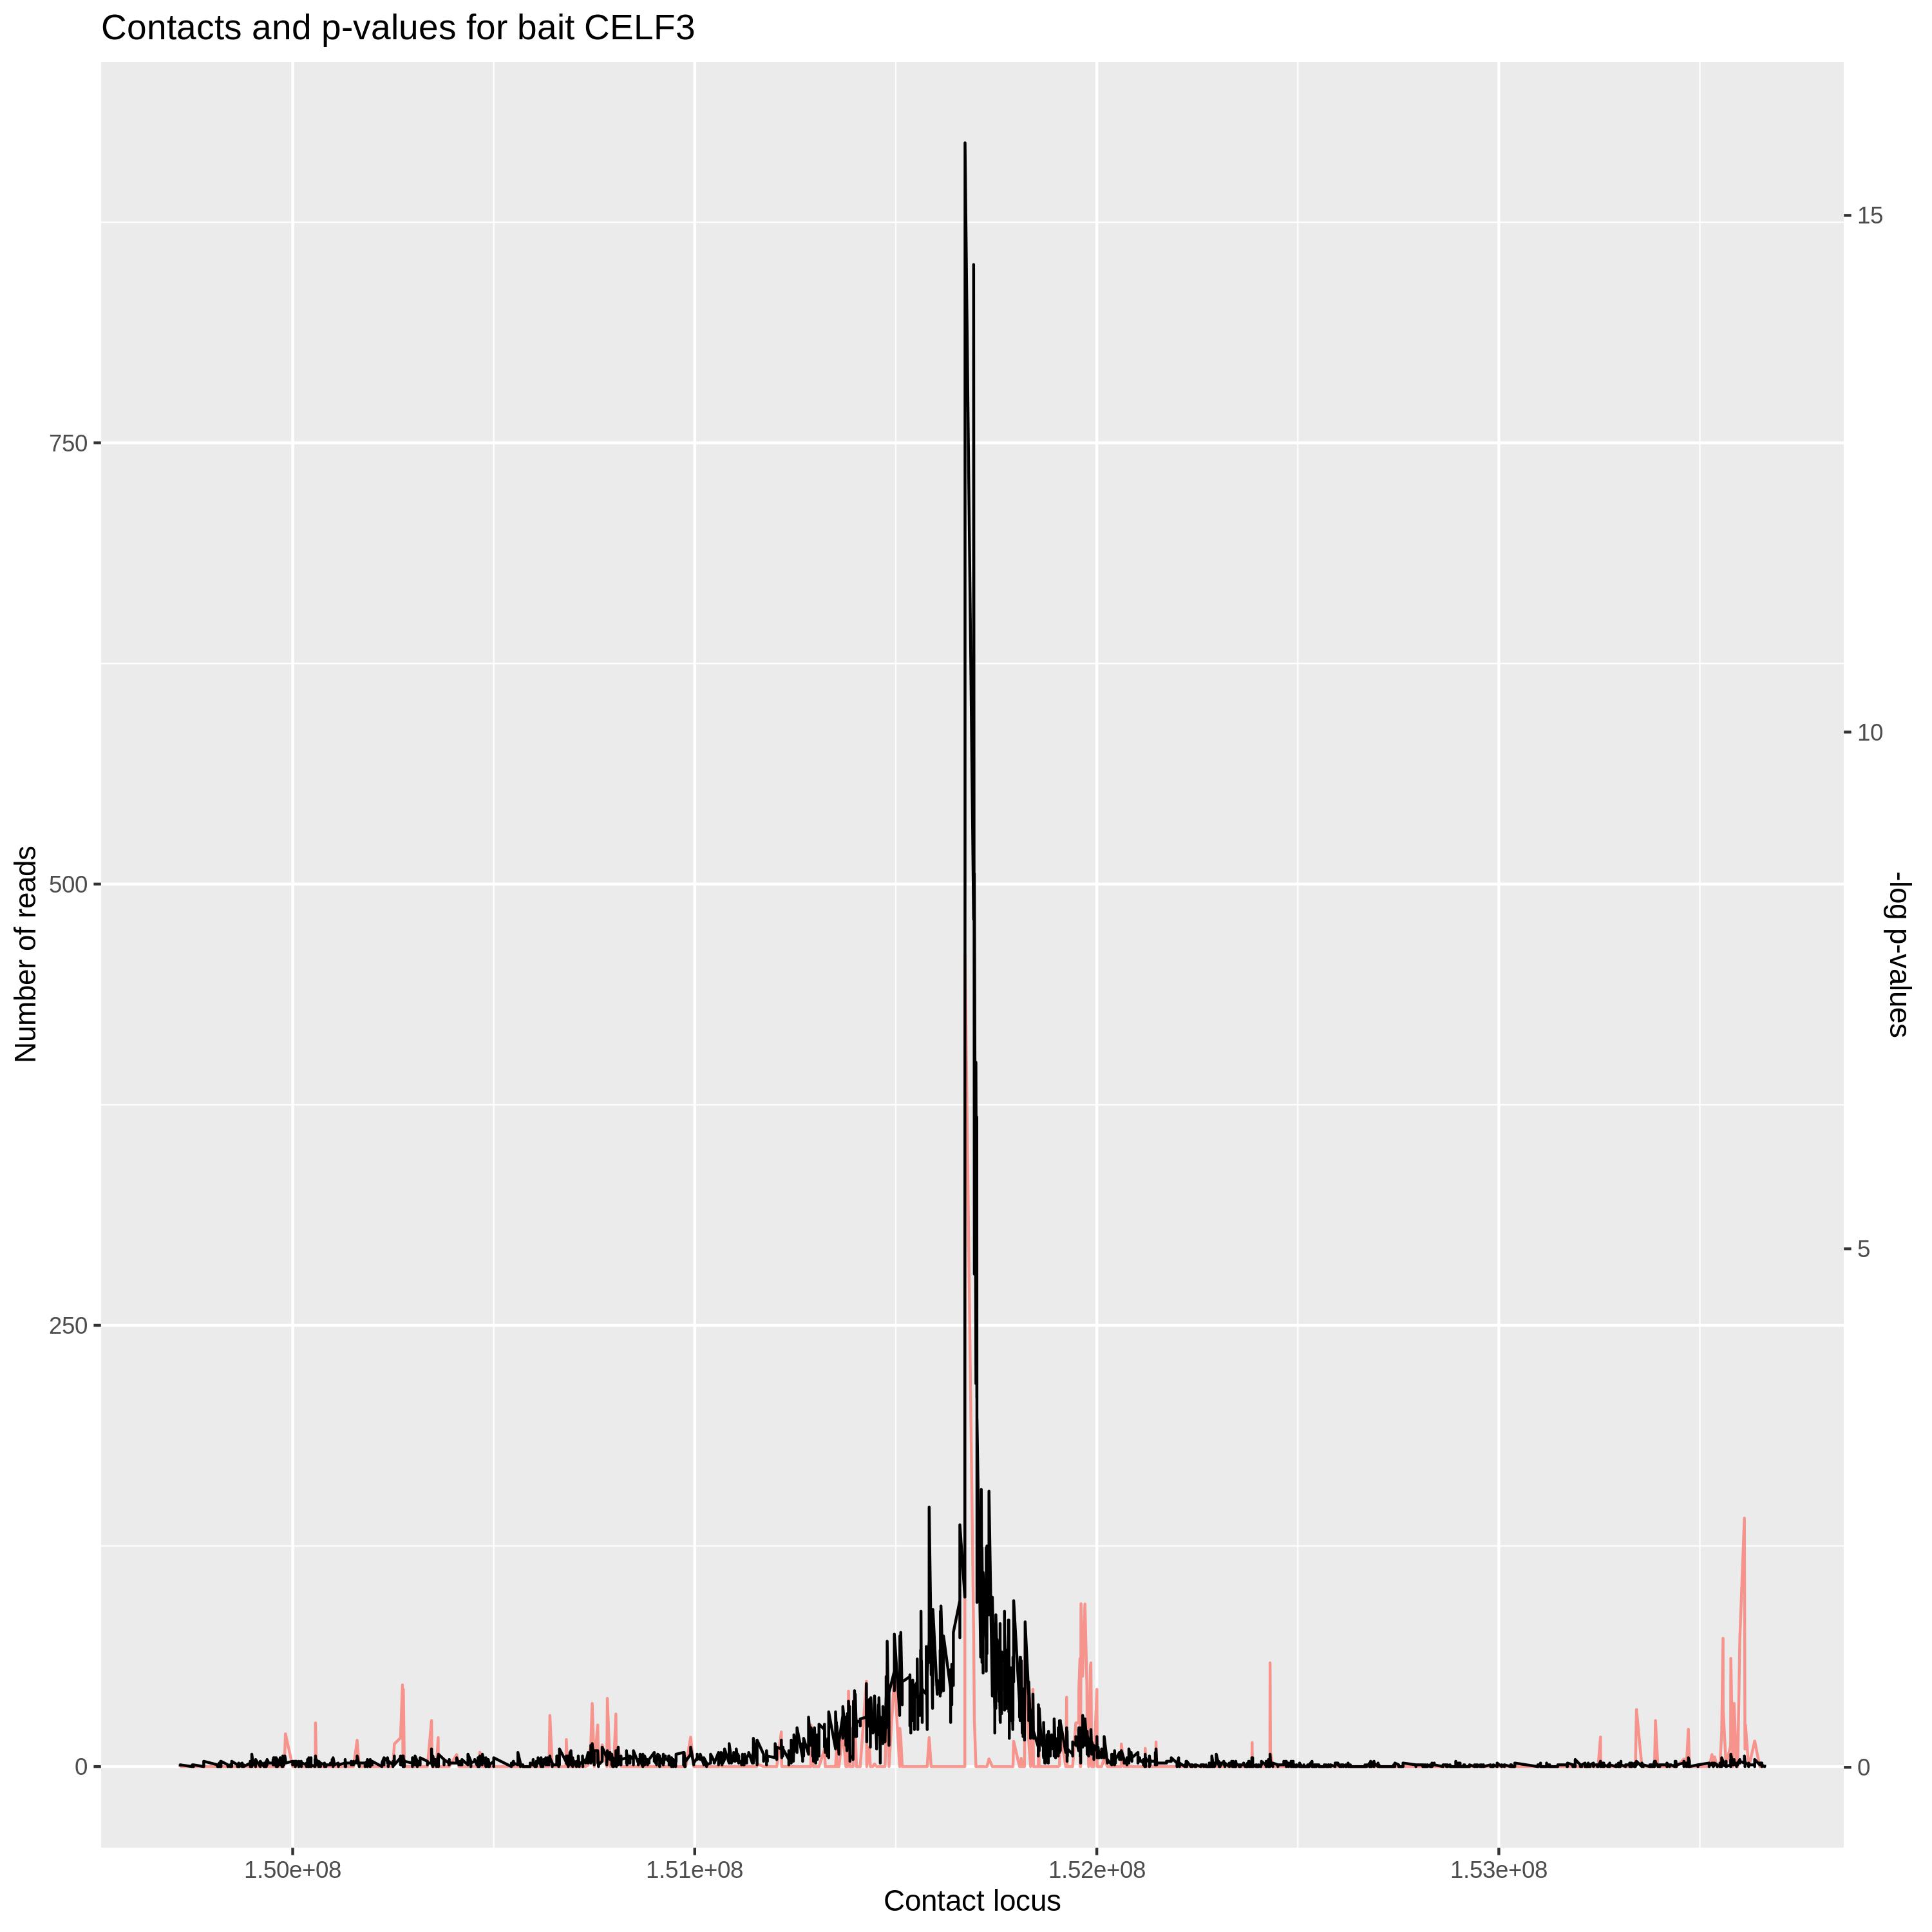 Contacts and p-values for bait CELF3
Number of reads
750
500
250
0
15
10
5
0
-log p-values
1.50e+08
1.51e+08
1.52e+08
1.53e+08
Contact locus